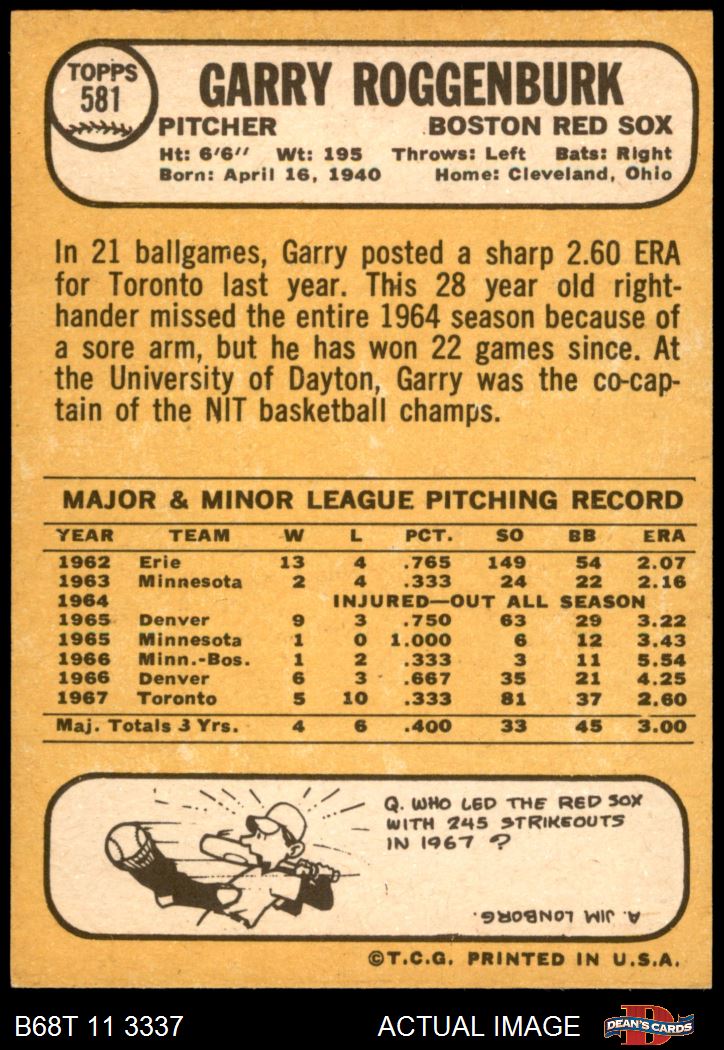 TOPPS
581
GARRY ROGGENBURK
PITCHER BOSTON RED SOX
Ht: 6'6" Wt: 195 Throws: Left Bats: Right
Born: April 16, 1940 Home: Cleveland, Ohio
In 21 ballgames, Garry posted a sharp 2.60 ERA
for Toronto last year. This 28 year old right-
hander missed the entire 1964 season because of
a sore arm, but he has won 22 games since. At
the University of Dayton, Garry was the co-cap-
tain of the NIT basketball champs.
MAJOR & MINOR LEAGUE PITCHING RECORD
YEAR TEAM W L PCT. SO BB ERA
1962 Erie 13 4 .765 149 54 2.07
1963 Minnesota 2 4 .333 24 22 2.16
1964 INJURED—OUT ALL SEASON
1965 Denver 9 3 .750 63 29 3.22
1965 Minnesota 1 0 1.000 6 12 3.43
1966 Minn.-Bos. 1 2 .333 3 11 5.54
1966 Denver 6 3 .667 35 21 4.25
1967 Toronto 5 10 .333 81 37 2.60
Maj. Totals 3 Yrs. 4 6 .400 33 45 3.00
Q. WHO LED THE RED SOX
WITH 245 STRIKEOUTS
IN 1967 ?
A. JIM LONBORG.
©T.C.G. PRINTED IN U.S.A.
B68T 11 3337 ACTUAL IMAGE
D
DEAN'S CARDS